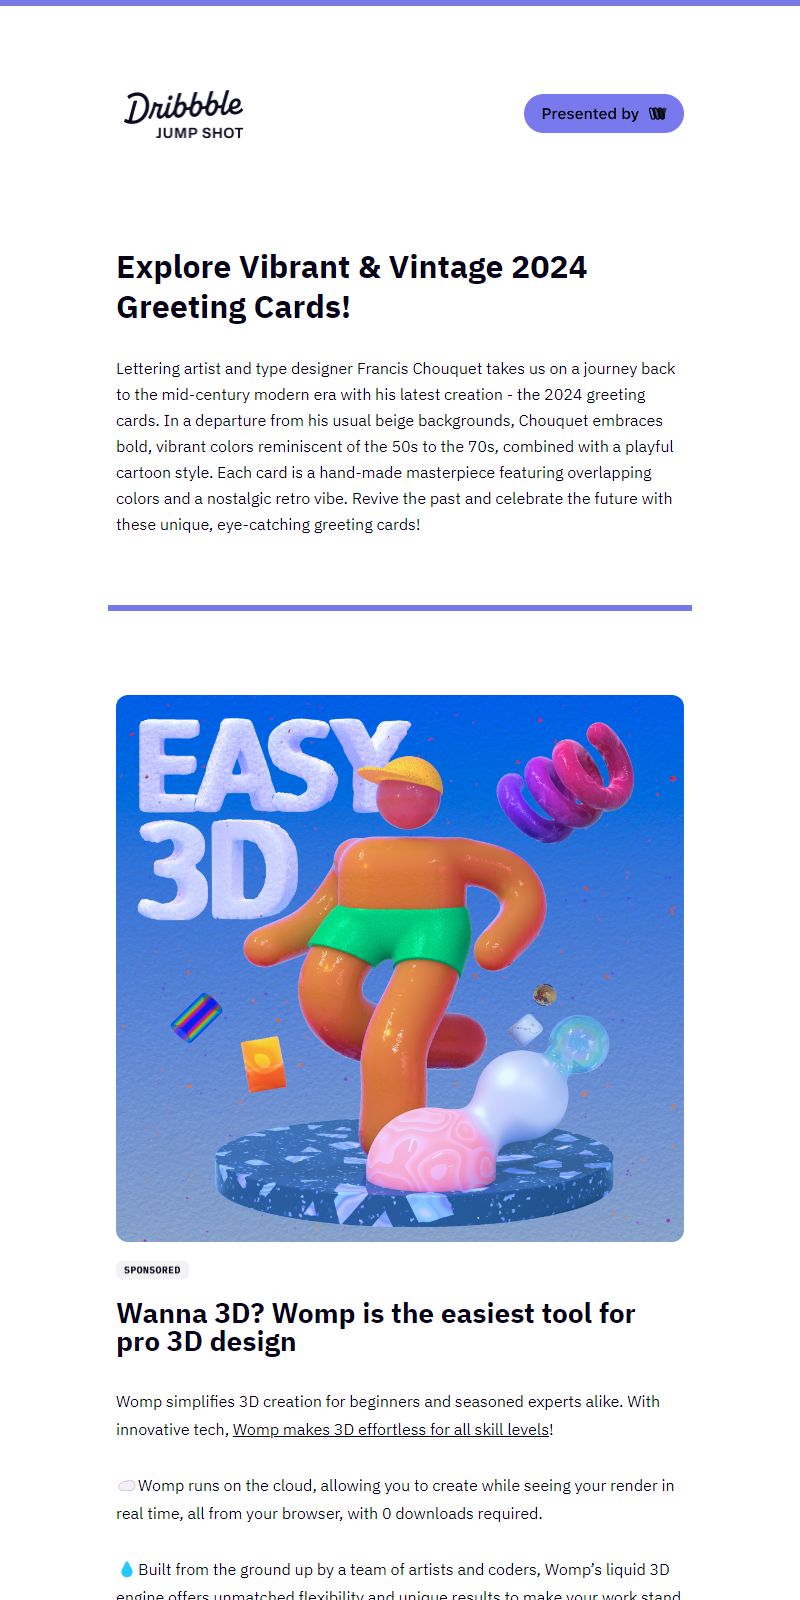 Dribbble
JUMP SHOT
Presented by
Explore Vibrant & Vintage 2024
Greeting Cards!
Lettering artist and type designer Francis Chouquet takes us on a journey back
to the mid-century modern era with his latest creation - the 2024 greeting
cards. In a departure from his usual beige backgrounds, Chouquet embraces
bold, vibrant colors reminiscent of the 50s to the 70s, combined with a playful
cartoon style. Each card is a hand-made masterpiece featuring overlapping
colors and a nostalgic retro vibe. Revive the past and celebrate the future with
these unique, eye-catching greeting cards!
EASY
3D
SPONSORED
Wanna 3D? Womp is the easiest tool for
pro 3D design
Womp simplifies 3D creation for beginners and seasoned experts alike. With
innovative tech, Womp makes 3D effortless for all skill levels!
☁️Womp runs on the cloud, allowing you to create while seeing your render in
real time, all from your browser, with 0 downloads required.
💧Built from the ground up by a team of artists and coders, Womp’s liquid 3D
engine offers unmatched flexibility and unique results to make your work stand